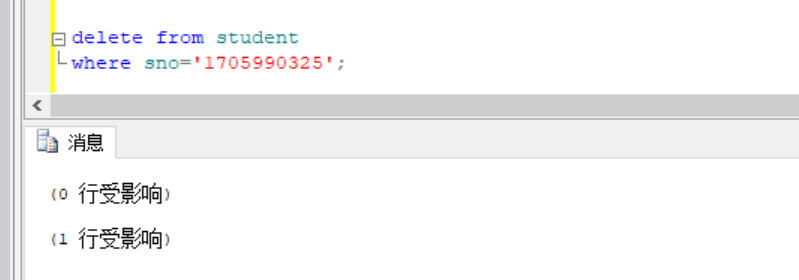 delete from student
where sno='1705990325';
消息
(0 行受影响)
(1 行受影响)